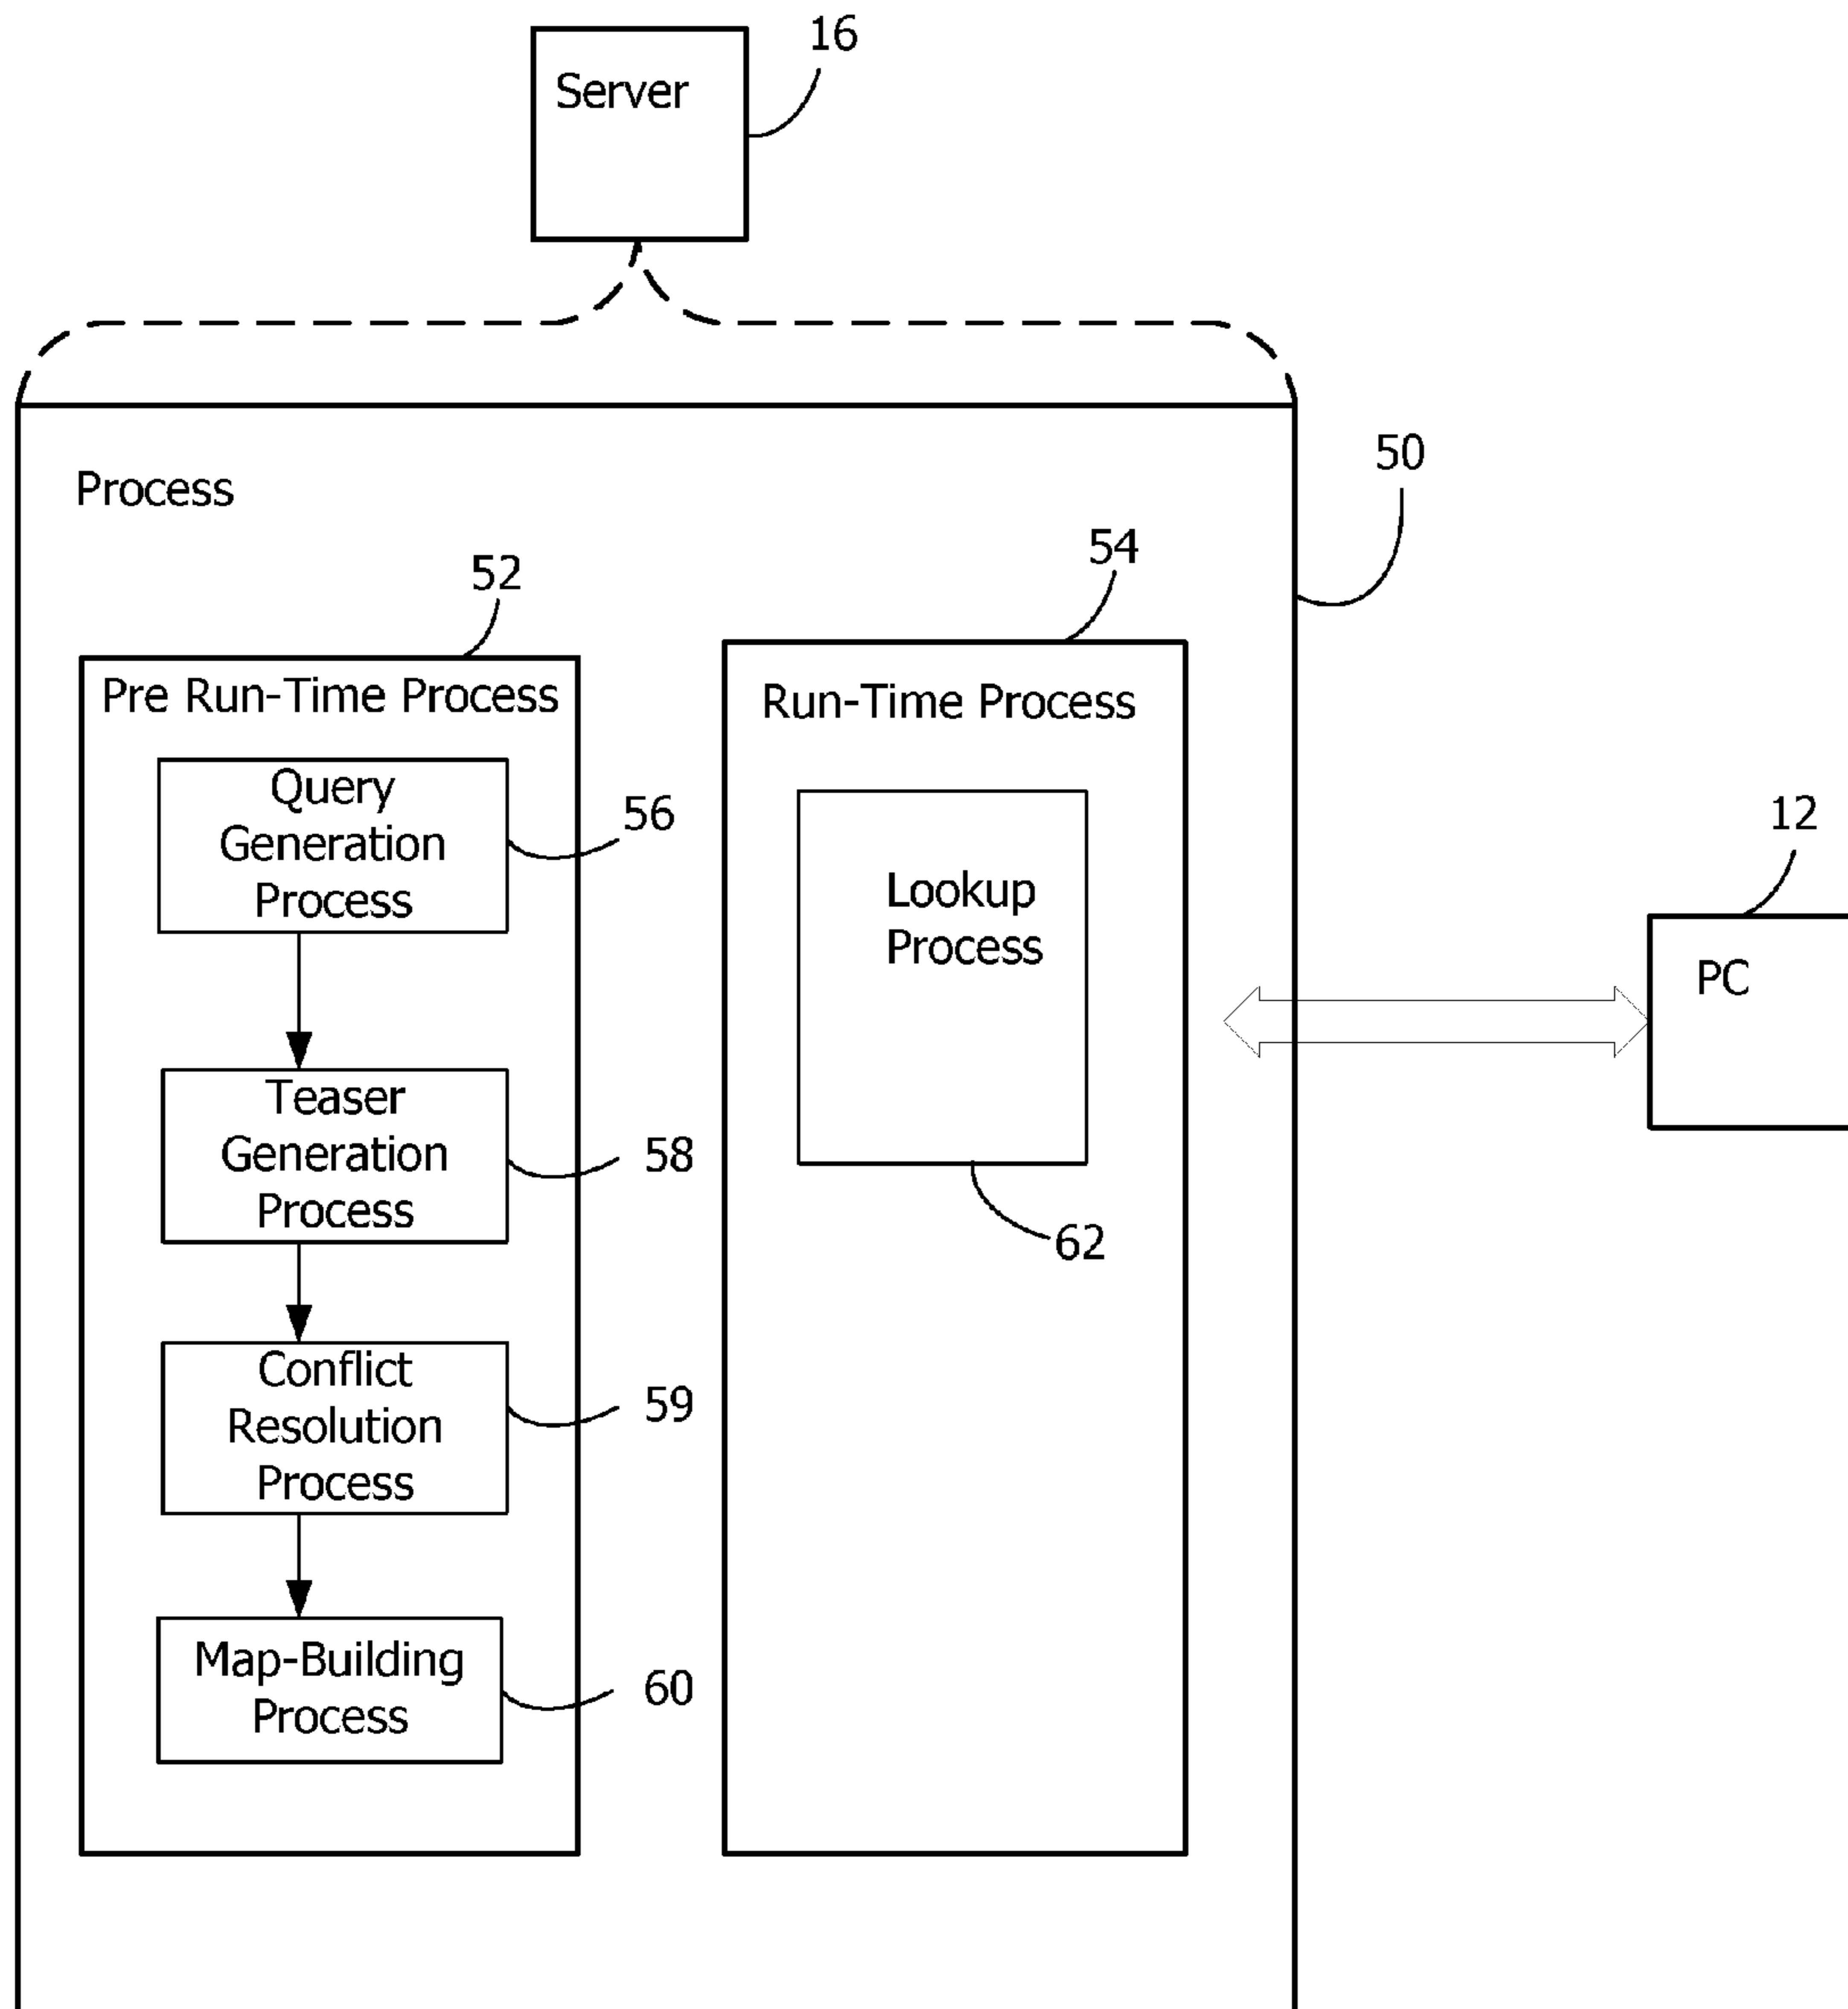 16
Server
50
Process
54
52
Pre Run-Time Process
Run-Time Process
Query
Generation
Process
56
Lookup
Process
12
PC
Teaser
Generation
Process
58
62
Conflict
Resolution
Process
59
Map-Building
Process
60